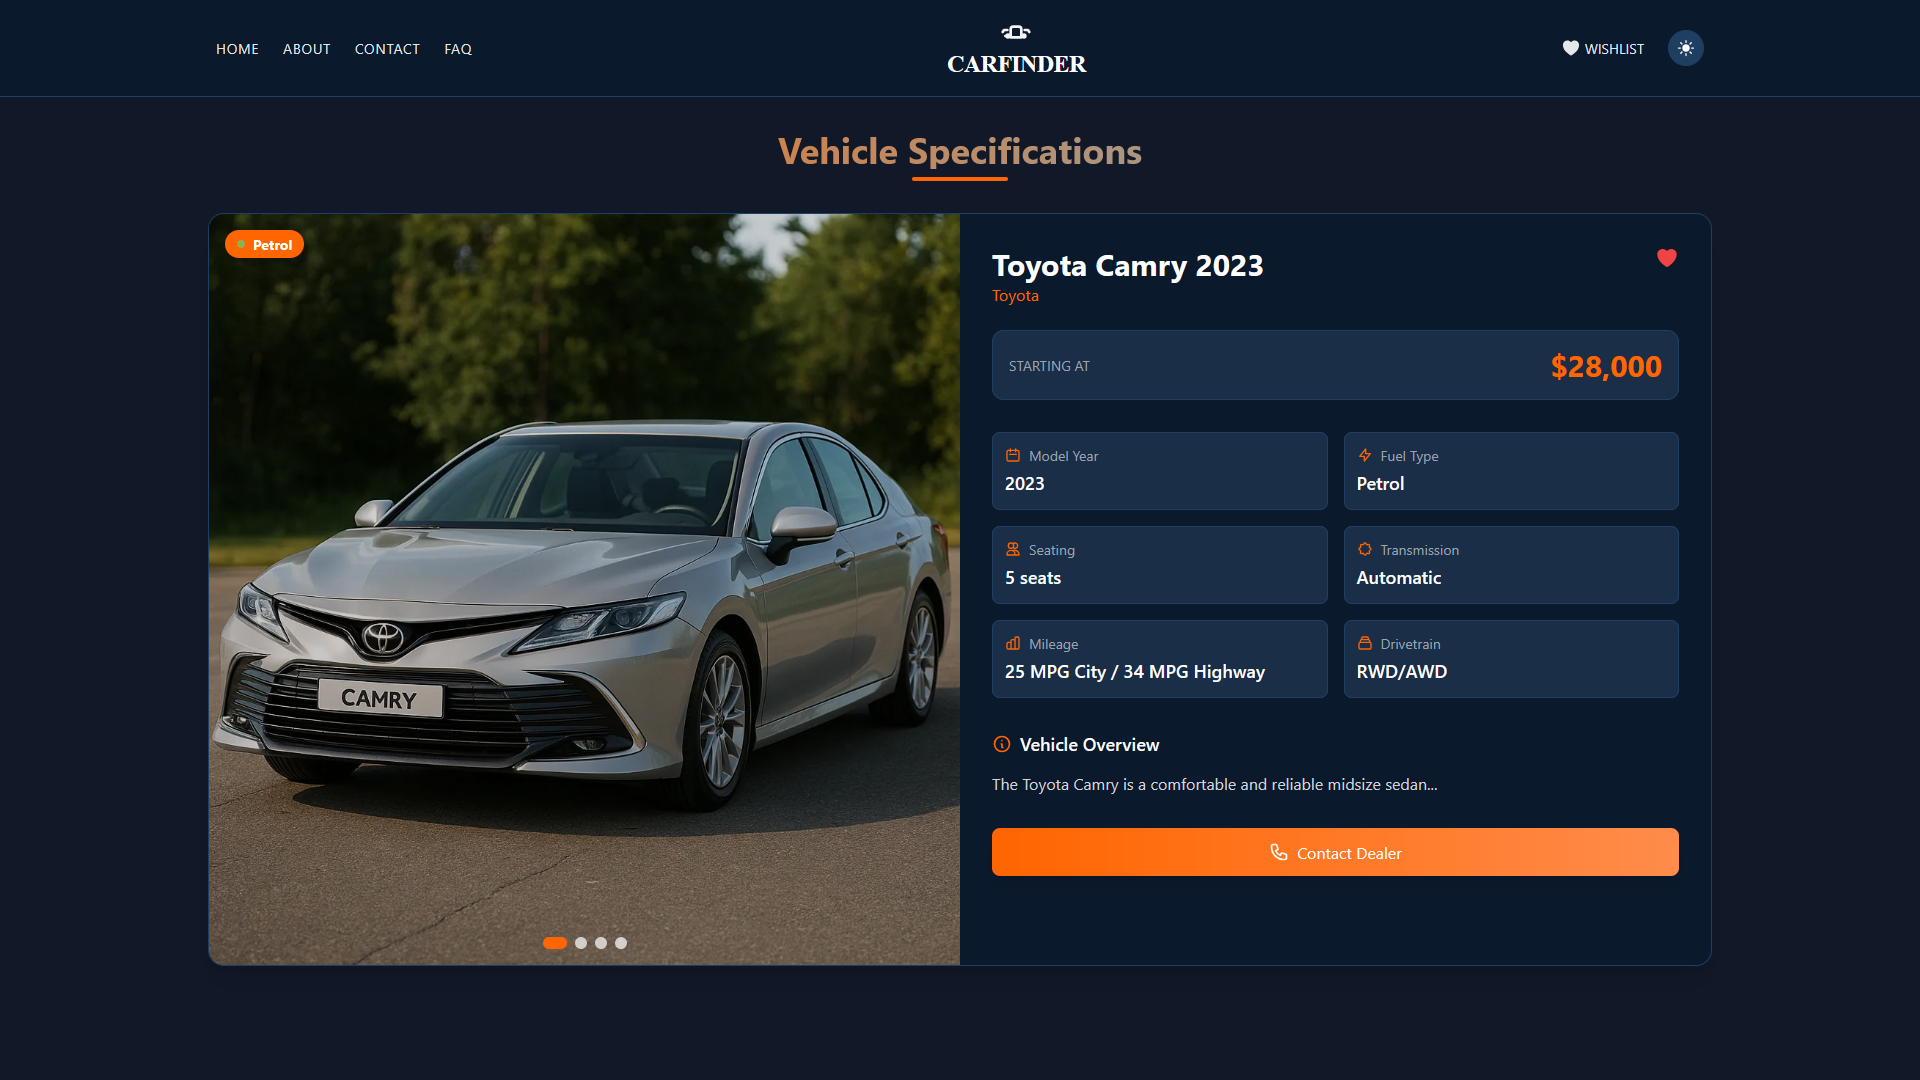 HOME ABOUT CONTACT FAQ
CARFINDER
WISHLIST
Vehicle Specifications
Petrol
CAMRY
Toyota Camry 2023
Toyota
STARTING AT
$28,000
Model Year
2023
Fuel Type
Petrol
Seating
5 seats
Transmission
Automatic
Mileage
25 MPG City / 34 MPG Highway
Drivetrain
RWD/AWD
Vehicle Overview
The Toyota Camry is a comfortable and reliable midsize sedan...
Contact Dealer